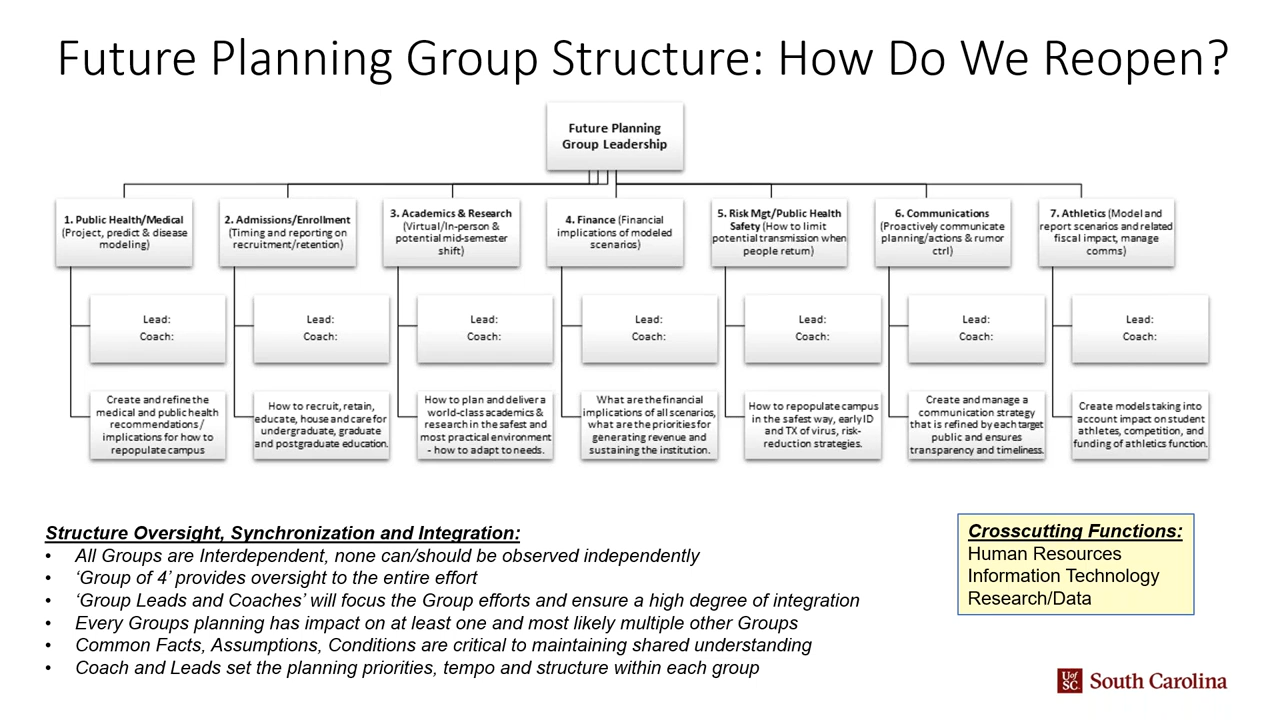 Future Planning Group Structure: How Do We Reopen?
Future Planning
Group Leadership
1. Public Health/Medical
(Project, predict & disease
modeling)
2. Admissions/Enrollment
(Timing and reporting on
recruitment/retention)
3. Academics & Research
(Virtual/In-person &
potential mid-semester
shift)
4. Finance (Financial
implications of modeled
scenarios)
5. Risk Mgt/Public Health
Safety (How to limit
potential transmission when
people return)
6. Communications
(Proactively communicate
planning/actions & rumor
ctrl)
7. Athletics (Model and
report scenarios and related
fiscal impact, manage
comms)
Lead:
Coach:
Lead:
Coach:
Lead:
Coach:
Lead:
Coach:
Lead:
Coach:
Lead:
Coach:
Lead:
Coach:
Create and refine the
medical and public health
recommendations /
implications for how to
repopulate campus
How to recruit, retain,
educate, house and care for
undergraduate, graduate
and postgraduate education.
How to plan and deliver a
world-class academics &
research in the safest and
most practical environment
- how to adapt to needs.
What are the financial
implications of all scenarios,
what are the priorities for
generating revenue and
sustaining the institution.
How to repopulate campus
in the safest way, early ID
and TX of virus, risk-
reduction strategies.
Create and manage a
communication strategy
that is refined by each target
public and ensures
transparency and timeliness.
Create models taking into
account impact on student
athletes, competition, and
funding of athletics function.
Structure Oversight, Synchronization and Integration:
• All Groups are Interdependent, none can/should be observed independently
• ‘Group of 4’ provides oversight to the entire effort
• ‘Group Leads and Coaches’ will focus the Group efforts and ensure a high degree of integration
• Every Groups planning has impact on at least one and most likely multiple other Groups
• Common Facts, Assumptions, Conditions are critical to maintaining shared understanding
• Coach and Leads set the planning priorities, tempo and structure within each group
Crosscutting Functions:
Human Resources
Information Technology
Research/Data
UofSC South Carolina